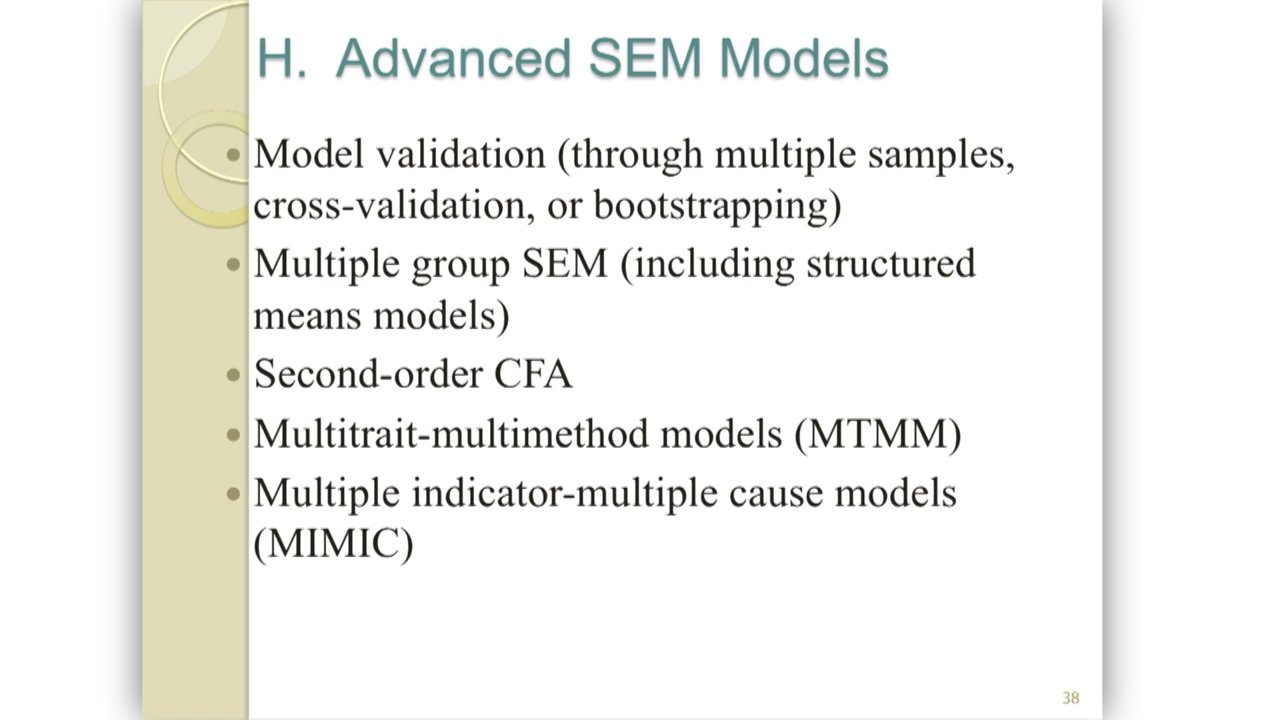 H. Advanced SEM Models
• Model validation (through multiple samples,
cross-validation, or bootstrapping)
• Multiple group SEM (including structured
means models)
• Second-order CFA
• Multitrait-multimethod models (MTMM)
• Multiple indicator-multiple cause models
(MIMIC)
38